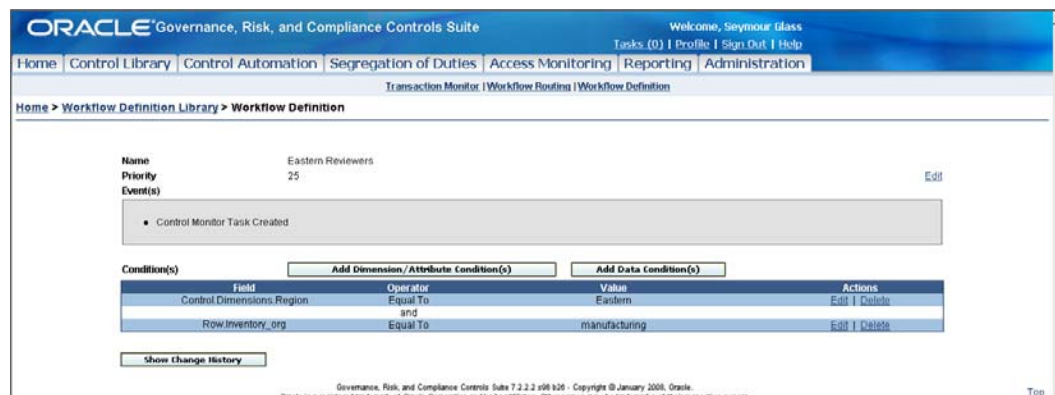 ORACLE Governance, Risk, and Compliance Controls Suite
Welcome, Seymour Glass
Tasks (0) | Profile | Sign Out | Help
Home Control Library Control Automation Segregation of Duties Access Monitoring Reporting Administration
Transaction Monitor | Workflow Routing | Workflow Definition
Home > Workflow Definition Library > Workflow Definition
Name Eastern Reviewers
Priority 25 Edit
Event(s)
• Control Monitor Task Created
Condition(s) Add Dimension/Attribute Condition(s) Add Data Condition(s)
Field Operator Value Actions
Control.Dimensions.Region Equal To Eastern Edit | Delete
and
Row.Inventory_org Equal To manufacturing Edit | Delete
Show Change History
Governance, Risk, and Compliance Controls Suite 7.2.2.2 s96 b26 - Copyright © January 2008, Oracle.
Top